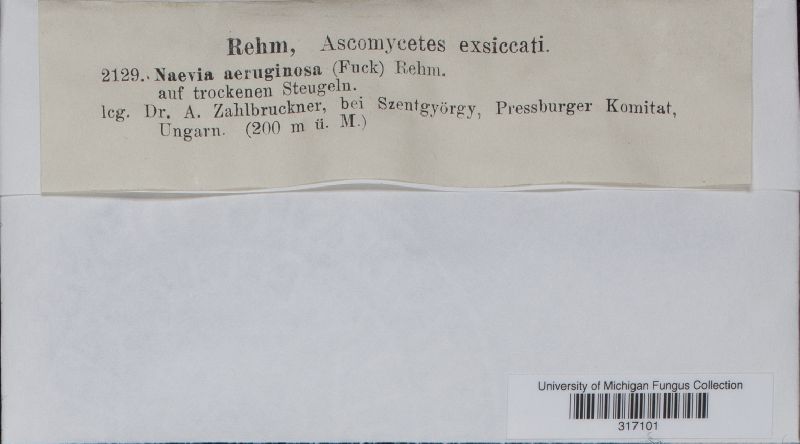 Rehm, Ascomycetes exsiccati.
2129. Naevia aeruginosa (Fuck) Rehm.
auf trockenen Steugeln.
lcg. Dr. A. Zahlbruckner, bei Szentgyörgy, Pressburger Komitat,
Ungarn. (200 m ü. M.)
University of Michigan Fungus Collection
317101